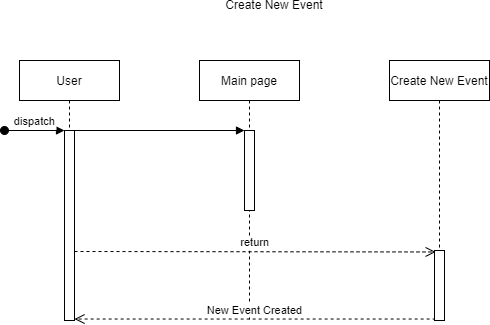 Create New Event
User
Main page
Create New Event
dispatch
return
New Event Created